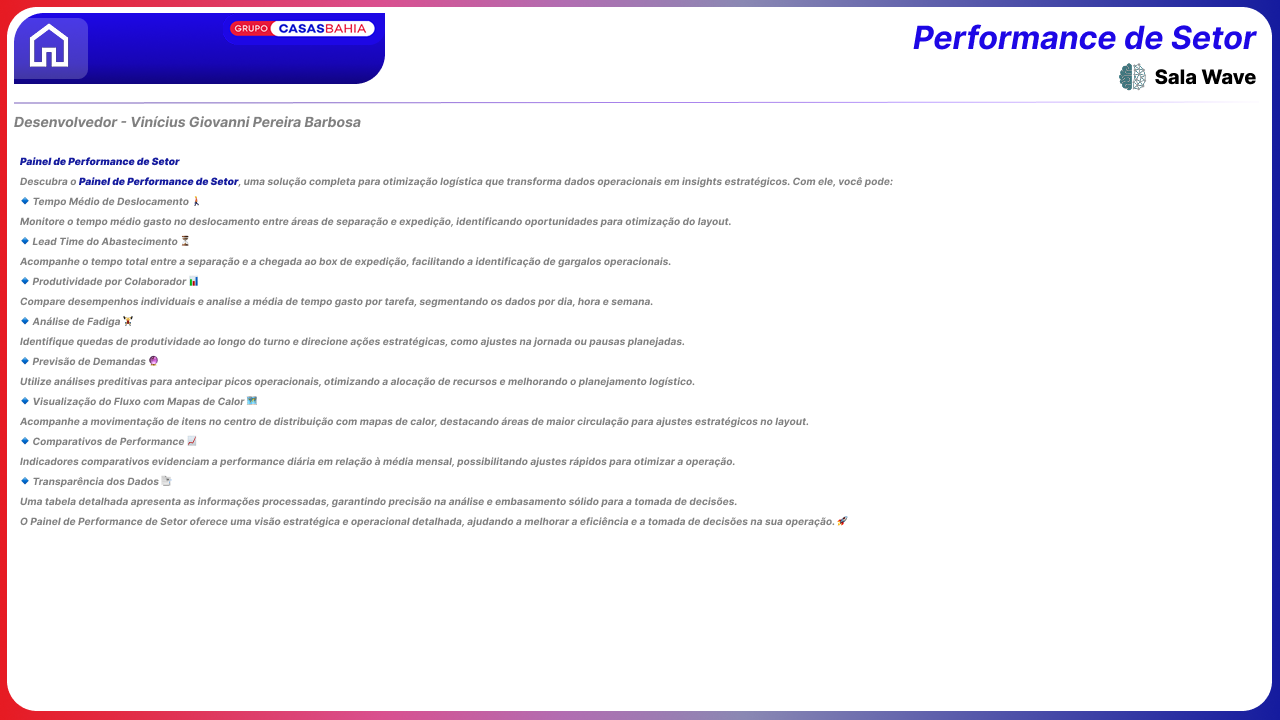 GRUPO CASASBAHIA
Performance de Setor
Sala Wave
Desenvolvedor - Vinícius Giovanni Pereira Barbosa
Painel de Performance de Setor
Descubra o Painel de Performance de Setor, uma solução completa para otimização logística que transforma dados operacionais em insights estratégicos. Com ele, você pode:
🔹 Tempo Médio de Deslocamento 🚶
Monitore o tempo médio gasto no deslocamento entre áreas de separação e expedição, identificando oportunidades para otimização do layout.
🔹 Lead Time do Abastecimento ⏳
Acompanhe o tempo total entre a separação e a chegada ao box de expedição, facilitando a identificação de gargalos operacionais.
🔹 Produtividade por Colaborador 📊
Compare desempenhos individuais e analise a média de tempo gasto por tarefa, segmentando os dados por dia, hora e semana.
🔹 Análise de Fadiga 🏋
Identifique quedas de produtividade ao longo do turno e direcione ações estratégicas, como ajustes na jornada ou pausas planejadas.
🔹 Previsão de Demandas 🔮
Utilize análises preditivas para antecipar picos operacionais, otimizando a alocação de recursos e melhorando o planejamento logístico.
🔹 Visualização do Fluxo com Mapas de Calor 🗺
Acompanhe a movimentação de itens no centro de distribuição com mapas de calor, destacando áreas de maior circulação para ajustes estratégicos no layout.
🔹 Comparativos de Performance 📈
Indicadores comparativos evidenciam a performance diária em relação à média mensal, possibilitando ajustes rápidos para otimizar a operação.
🔹 Transparência dos Dados 📑
Uma tabela detalhada apresenta as informações processadas, garantindo precisão na análise e embasamento sólido para a tomada de decisões.
O Painel de Performance de Setor oferece uma visão estratégica e operacional detalhada, ajudando a melhorar a eficiência e a tomada de decisões na sua operação. 🚀